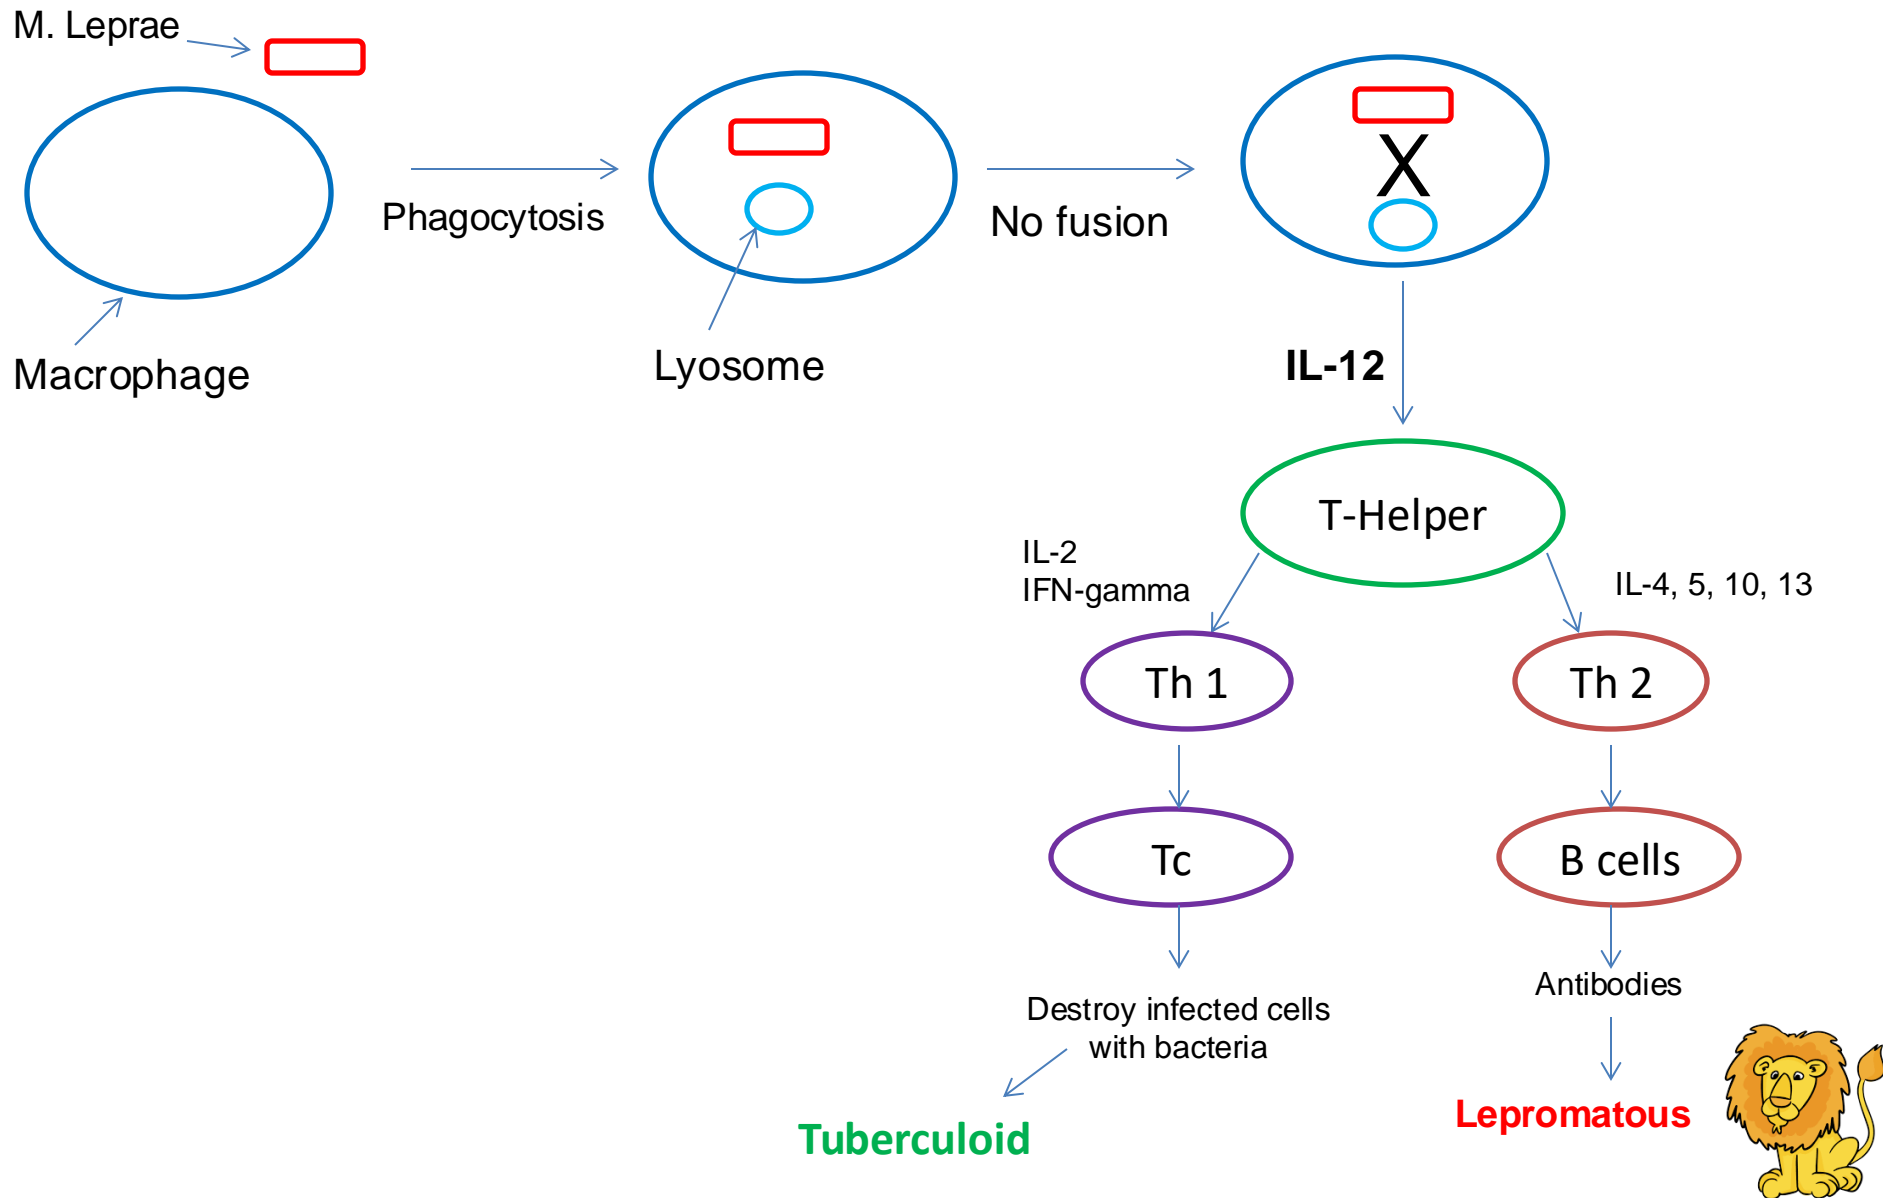 M. Leprae
Macrophage
Phagocytosis
Lyosome
No fusion
IL-12
T-Helper
IL-2
IFN-gamma
IL-4, 5, 10, 13
Th 1
Th 2
Tc
B cells
Destroy infected cells
with bacteria
Antibodies
Tuberculoid
Lepromatous
X